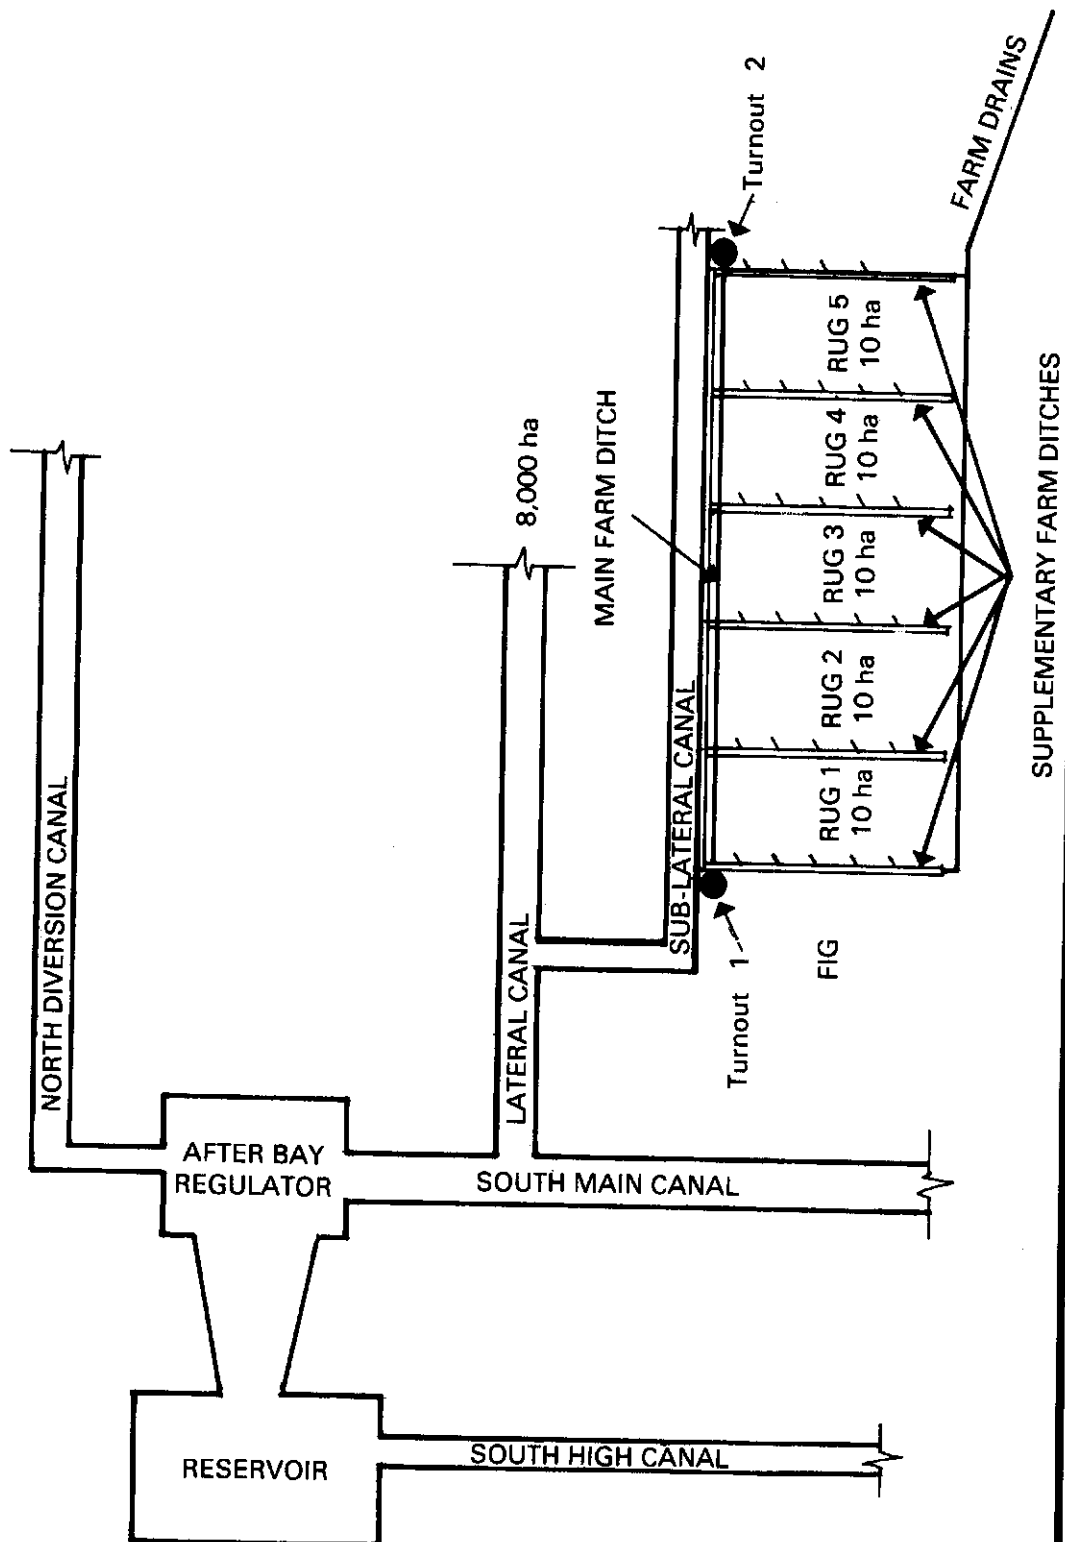 NORTH DIVERSION CANAL
AFTER BAY
REGULATOR
RESERVOIR
SOUTH HIGH CANAL
SOUTH MAIN CANAL
LATERAL CANAL
8,000 ha
SUB-LATERAL CANAL
MAIN FARM DITCH
Turnout 1
Turnout 2
FIG
RUG 1
10 ha
RUG 2
10 ha
RUG 3
10 ha
RUG 4
10 ha
RUG 5
10 ha
FARM DRAINS
SUPPLEMENTARY FARM DITCHES